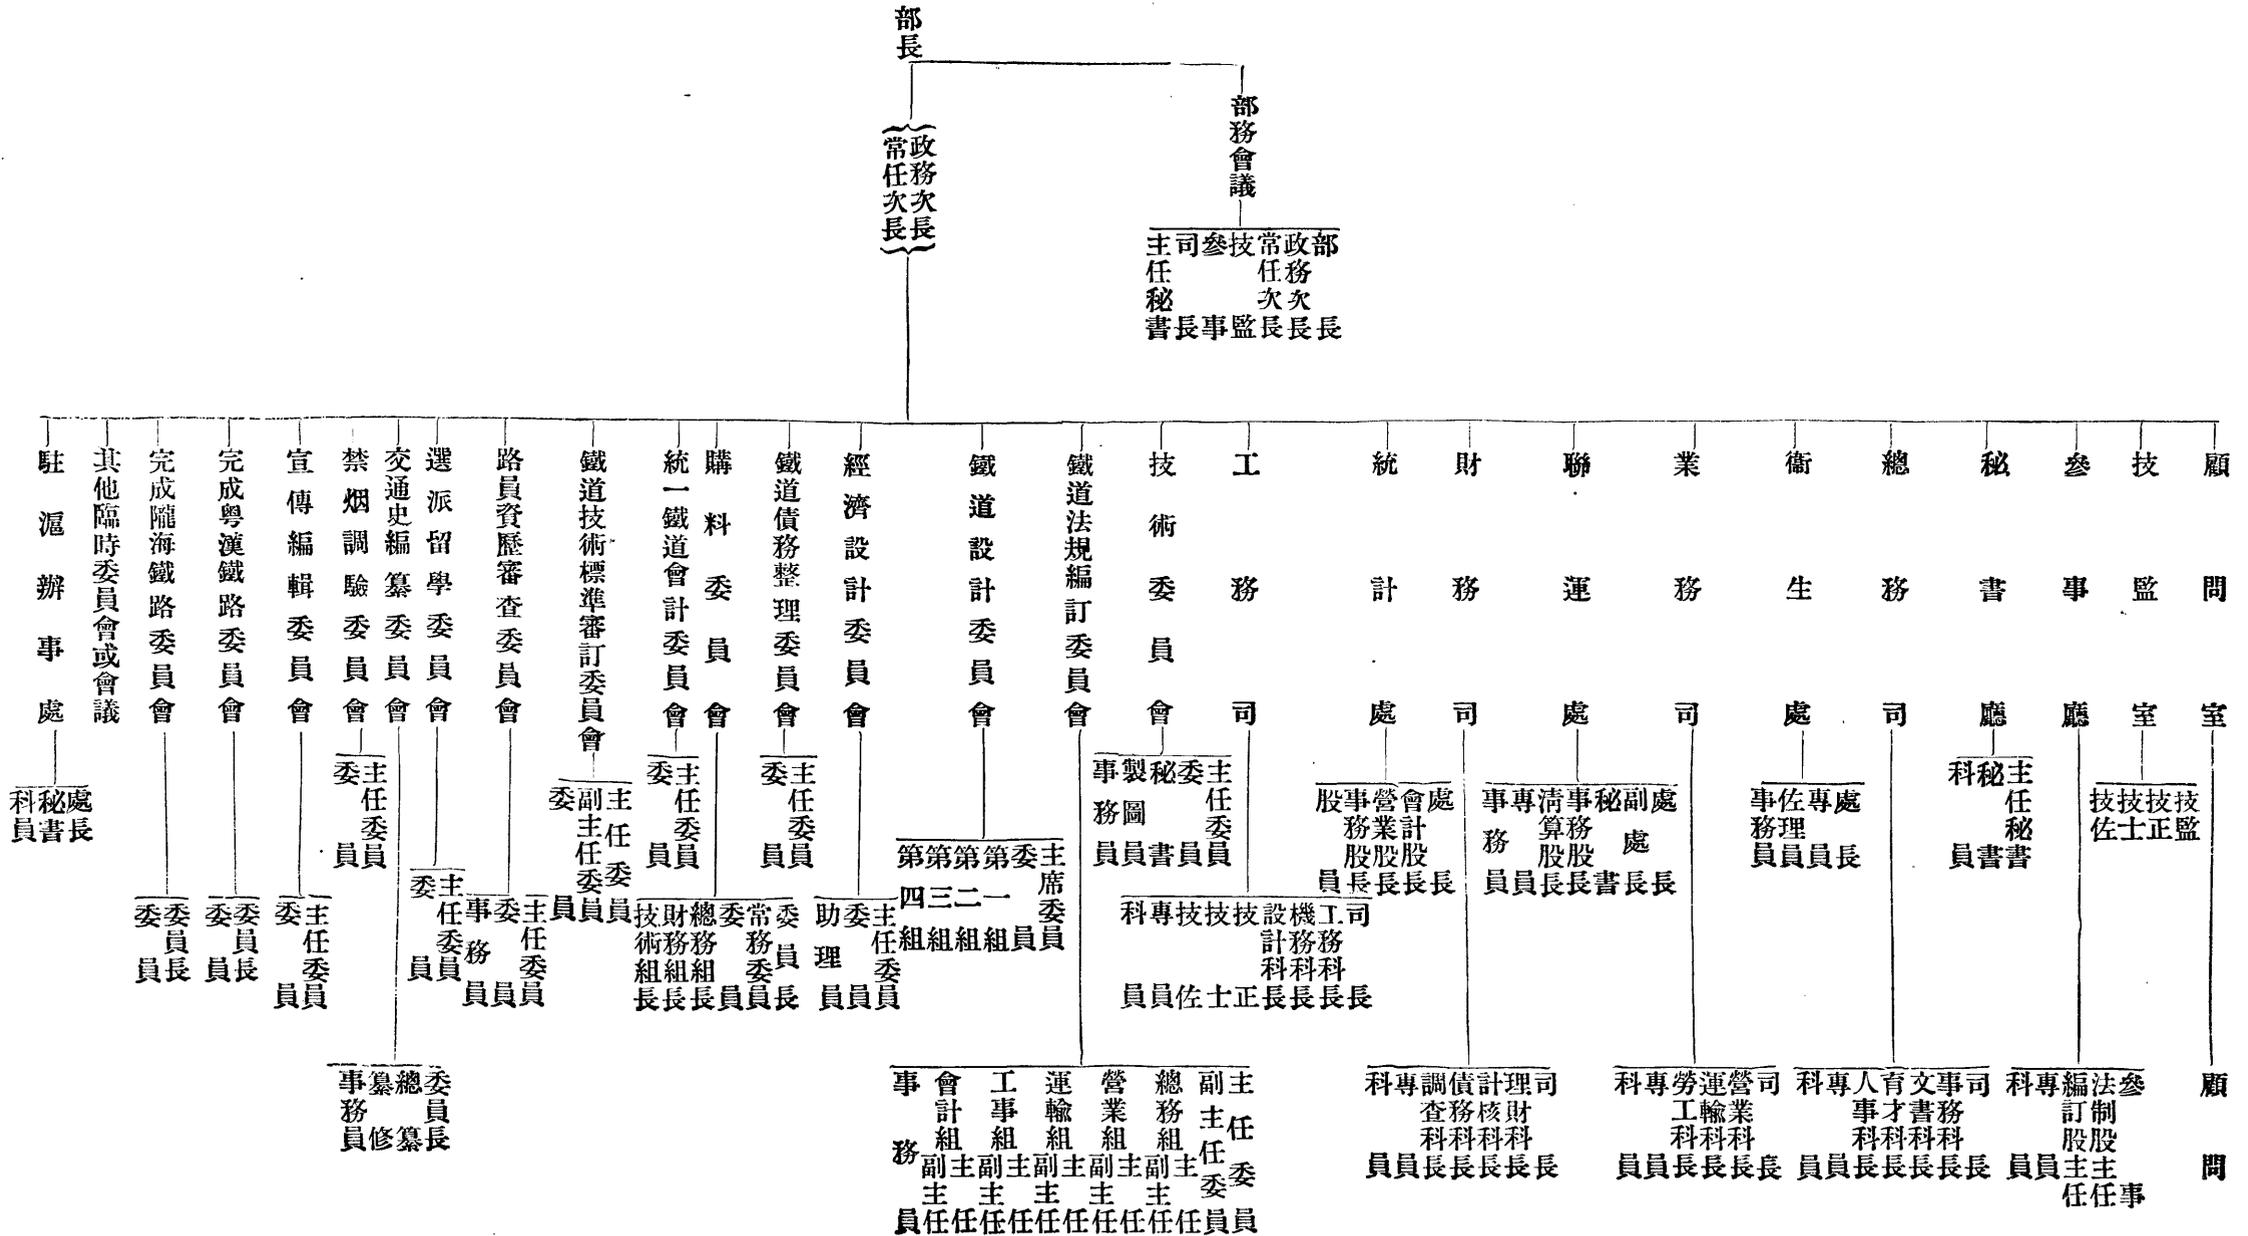 部長
部務會議
部長
政務次長
常任次長
技監
參事
司長
主任秘書
政務次長
常任次長
顧問室
顧問
技監室
技監
技正
技士
技佐
參事廳
參事
法制股主任
編訂股主任
專員
科員
秘書廳
主任秘書
秘書
科員
總務司
司長
事務科長
文書科長
育才科長
人事科長
專員
科員
衞生處
處長
專員
佐理員
事務員
業務司
司長
營業科長
運輸科長
勞工科長
專員
科員
聯運處
處長
副處長
秘書
事務股長
清算股長
專員
事務員
財務司
司長
理財科長
計核科長
債務科長
調查科長
專員
科員
統計處
處長
會計股長
營業股長
事務股長
股員
工務司
司長
工務科長
機務科長
設計科長
技正
技士
技佐
專員
科員
技術委員會
主任委員
委員
秘書
製圖員
事務員
鐵道法規編訂委員會
主任委員
副主任委員
總務組
主任
副主任
營業組
主任
副主任
運輸組
主任
副主任
工事組
主任
副主任
會計組
主任
副主任
事務員
鐵道設計委員會
主席委員
委員
第一組
第二組
第三組
第四組
經濟設計委員會
主任委員
委員
助理員
鐵道債務整理委員會
主任委員
委員
購料委員會
委員長
常務委員
委員
總務組長
財務組長
技術組長
統一鐵道會計委員會
主任委員
委員
鐵道技術標準審訂委員會
主任委員
副主任委員
委員
路員資歷審查委員會
主任委員
委員
事務員
選派留學委員會
主任委員
委員
交通史編纂委員會
委員長
總纂
纂修
事務員
禁烟調驗委員會
主任委員
委員
宣傳編輯委員會
主任委員
委員
完成粵漢鐵路委員會
委員長
委員
完成隴海鐵路委員會
委員長
委員
其他臨時委員會或會議
駐滬辦事處
處長
秘書
科員